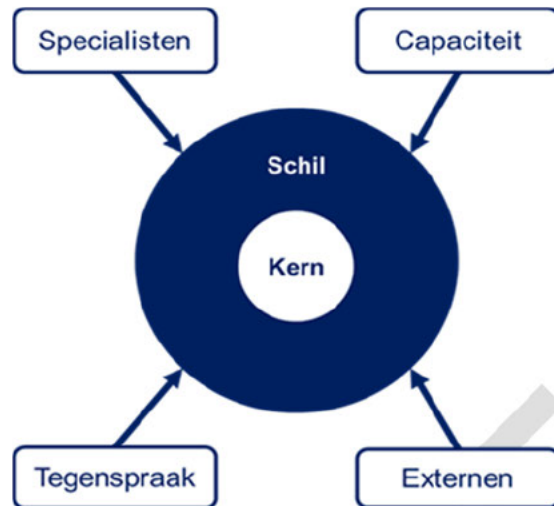 Specialisten
Capaciteit
Schil
Kern
Tegenspraak
Externen